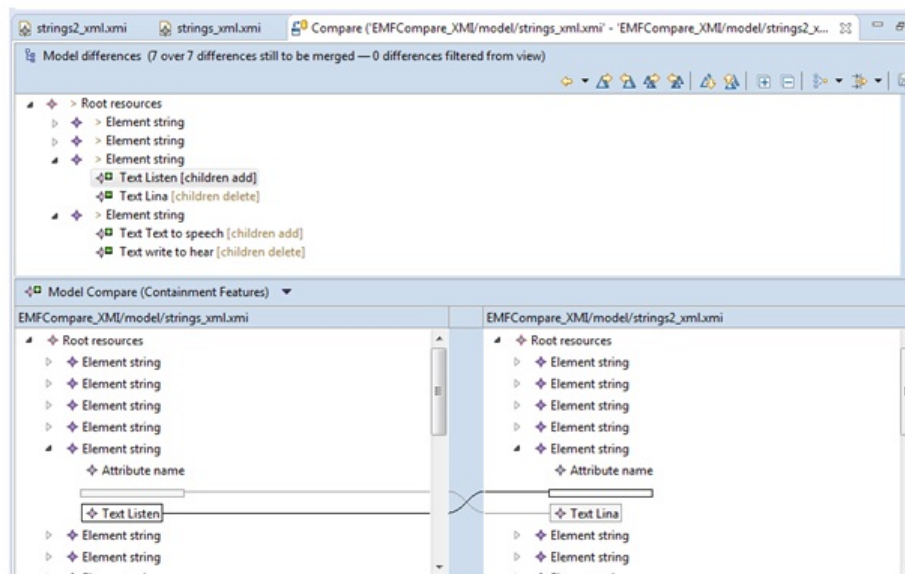 strings2_xml.xmi strings_xml.xmi Compare ('EMFCompare_XMI/model/strings_xml.xmi' - 'EMFCompare_XMI/model/strings2_x...
Model differences (7 over 7 differences still to be merged — 0 differences filtered from view)
> Root resources
> Element string
> Element string
> Element string
Text Listen [children add]
Text Lina [children delete]
> Element string
Text Text to speech [children add]
Text write to hear [children delete]
Model Compare (Containment Features)
EMFCompare_XMI/model/strings_xml.xmi EMFCompare_XMI/model/strings2_xml.xmi
Root resources Root resources
Element string Element string
Element string Element string
Element string Element string
Element string Element string
Element string Element string
Attribute name Attribute name
Text Listen Text Lina
Element string Element string
Element string Element string